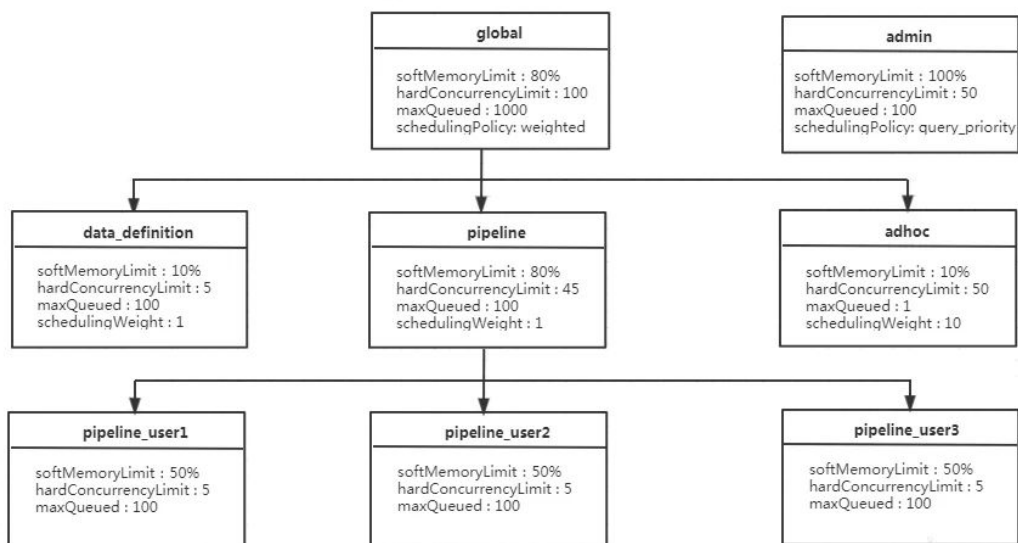 global
softMemoryLimit : 80%
hardConcurrencyLimit : 100
maxQueued : 1000
schedulingPolicy: weighted
admin
softMemoryLimit : 100%
hardConcurrencyLimit : 50
maxQueued : 100
schedulingPolicy: query_priority
data_definition
softMemoryLimit : 10%
hardConcurrencyLimit : 5
maxQueued : 100
schedulingWeight : 1
pipeline
softMemoryLimit : 80%
hardConcurrencyLimit : 45
maxQueued : 100
schedulingWeight : 1
adhoc
softMemoryLimit : 10%
hardConcurrencyLimit : 50
maxQueued : 1
schedulingWeight : 10
pipeline_user1
softMemoryLimit : 50%
hardConcurrencyLimit : 5
maxQueued : 100
pipeline_user2
softMemoryLimit : 50%
hardConcurrencyLimit : 5
maxQueued : 100
pipeline_user3
softMemoryLimit : 50%
hardConcurrencyLimit : 5
maxQueued : 100